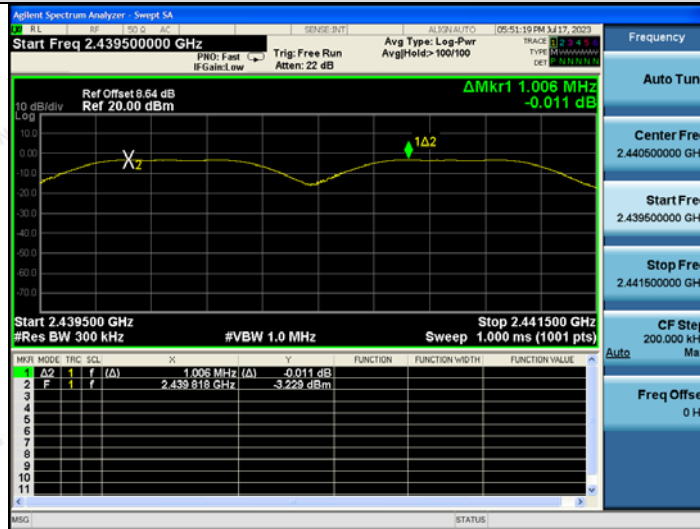 Agilent Spectrum Analyzer - Swept SA
RL RF 50 Ω AC SENSE:INT ALIGN AUTO 05:51:19 PM Jul 17, 2023
Start Freq 2.439500000 GHz
PNO: Fast
IFGain:Low
Trig: Free Run
Atten: 22 dB
Avg Type: Log-Pwr
Avg|Hold:> 100/100
TRACE 1 2 3 4 5 6
TYPE M
DET P N N N N N
ΔMkr1 1.006 MHz
-0.011 dB
Ref Offset 8.64 dB
10 dB/div Ref 20.00 dBm
Log
10.0
0.00
-10.0
-20.0
-30.0
-40.0
-50.0
-60.0
-70.0
X2
1Δ2
Start 2.439500 GHz Stop 2.441500 GHz
#Res BW 300 kHz #VBW 1.0 MHz Sweep 1.000 ms (1001 pts)
MKR MODE TRC SCL X Y FUNCTION FUNCTION WIDTH FUNCTION VALUE
1 Δ2 1 f (Δ) 1.006 MHz (Δ) -0.011 dB
2 F 1 f 2.439 818 GHz -3.229 dBm
3
4
5
6
7
8
9
10
11
MSG STATUS
Frequency
Auto Tun
Center Fre
2.440500000 GH
Start Fre
2.439500000 GH
Stop Fre
2.441500000 GH
CF Ste
200.000 kH
Auto Ma
Freq Offse
0 H